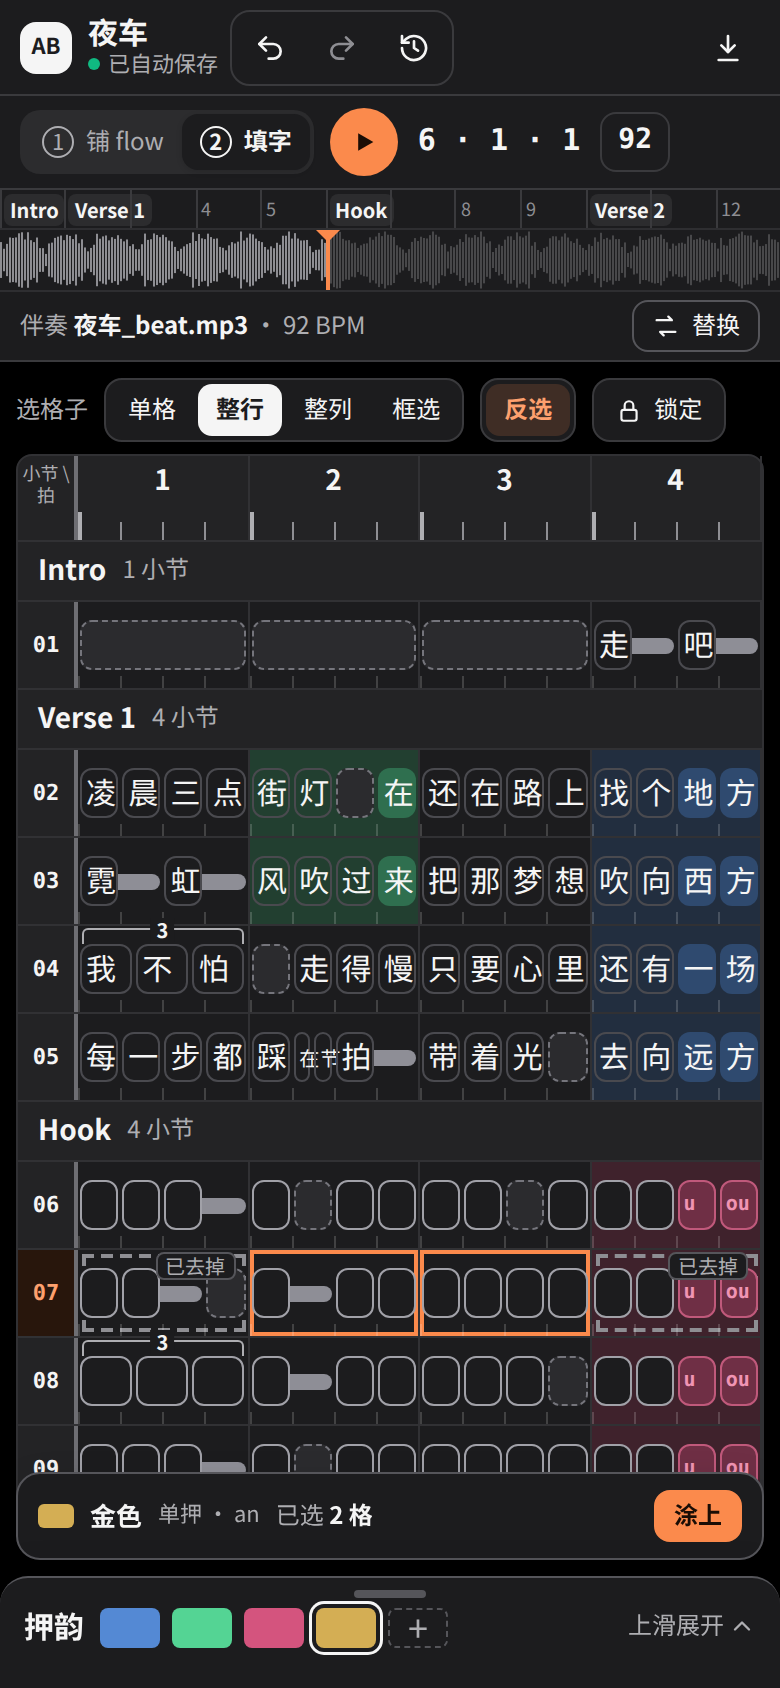 AB 夜车
已自动保存
1 铺 flow 2 填字 6 · 1 · 1 92
Intro Verse 1 4 5 Hook 8 9 Verse 2 12
伴奏 夜车_beat.mp3 · 92 BPM 替换
选格子 单格 整行 整列 框选 反选 锁定
小节 \ 拍 1 2 3 4
Intro 1 小节
01 走 吧
Verse 1 4 小节
02 凌 晨 三 点 街 灯 在 还 在 路 上 找 个 地 方
03 霓 虹 风 吹 过 来 把 那 梦 想 吹 向 西 方
3
04 我 不 怕 走 得 慢 只 要 心 里 还 有 一 场
05 每 一 步 都 踩 在 节 拍 带 着 光 去 向 远 方
Hook 4 小节
06 u ou
已去掉 已去掉
07 u ou
3
08 u ou
09 u ou
金色 单押 · an 已选 2 格 涂上
押韵 + 上滑展开